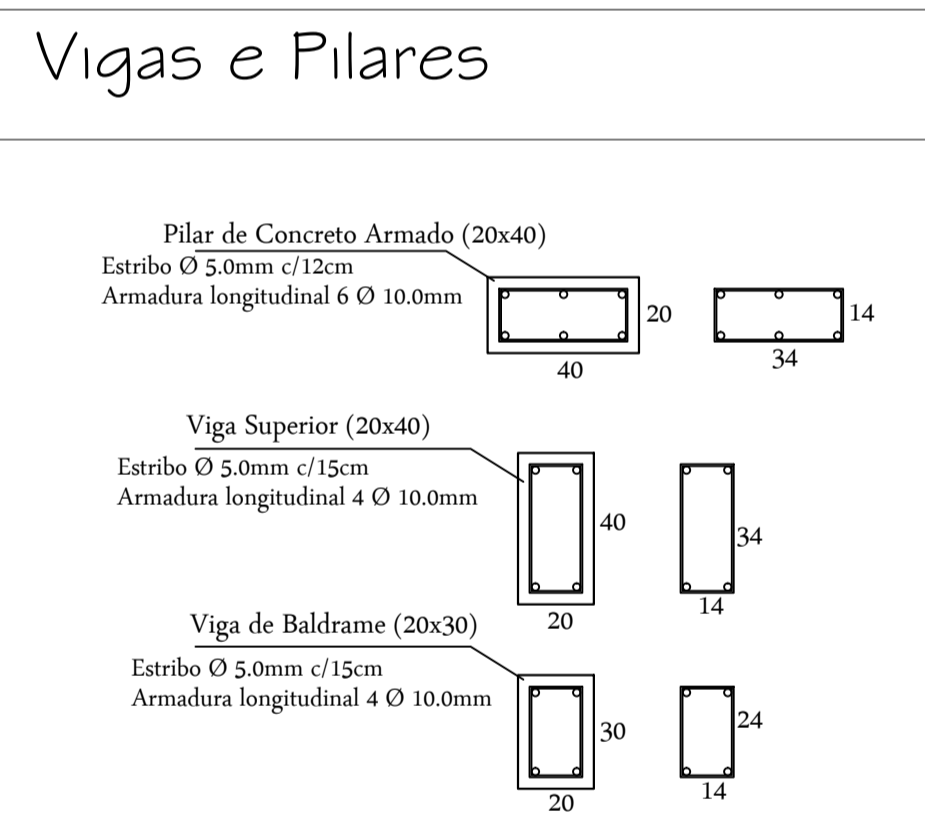 Vigas e Pilares
Pilar de Concreto Armado (20x40)
Estribo Ø 5.0mm c/12cm
Armadura longitudinal 6 Ø 10.0mm
20
14
40
34
Viga Superior (20x40)
Estribo Ø 5.0mm c/15cm
Armadura longitudinal 4 Ø 10.0mm
40
34
20
14
Viga de Baldrame (20x30)
Estribo Ø 5.0mm c/15cm
Armadura longitudinal 4 Ø 10.0mm
30
24
20
14